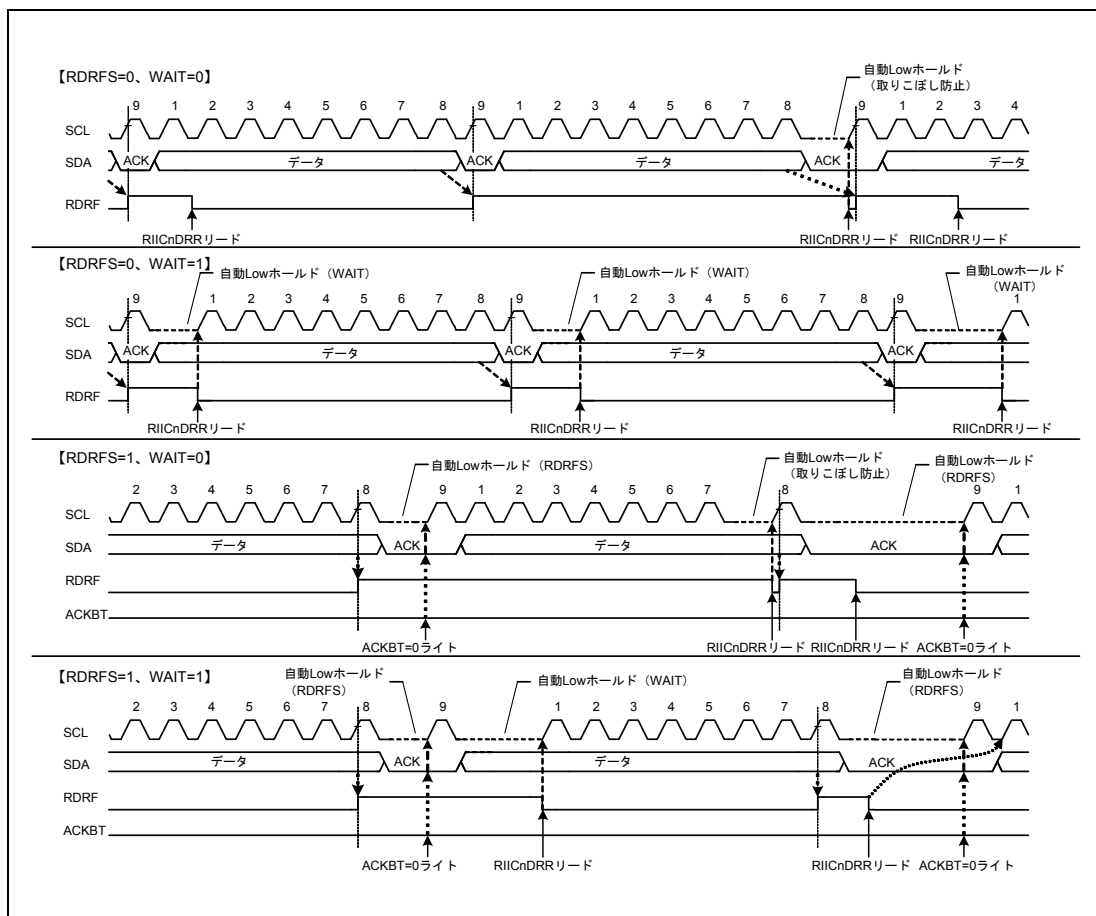 【RDRFS=0、WAIT=0】
自動Lowホールド
（取りこぼし防止）
9 1 2 3 4 5 6 7 8 9 1 2 3 4 5 6 7 8 9 1 2 3 4
SCL
SDA ACK データ ACK データ ACK データ
RDRF
RIICnDRRリード RIICnDRRリード RIICnDRRリード
【RDRFS=0、WAIT=1】
自動Lowホールド（WAIT） 自動Lowホールド（WAIT） 自動Lowホールド
（WAIT）
9 1 2 3 4 5 6 7 8 9 1 2 3 4 5 6 7 8 9 1
SCL
SDA ACK データ ACK データ ACK
RDRF
RIICnDRRリード RIICnDRRリード RIICnDRRリード
【RDRFS=1、WAIT=0】
自動Lowホールド（RDRFS） 自動Lowホールド
（取りこぼし防止） 自動Lowホールド
（RDRFS）
2 3 4 5 6 7 8 9 1 2 3 4 5 6 7 8 9 1
SCL
SDA データ ACK データ ACK
RDRF
ACKBT
ACKBT=0ライト RIICnDRRリード RIICnDRRリード ACKBT=0ライト
【RDRFS=1、WAIT=1】
自動Lowホールド
（RDRFS） 自動Lowホールド（WAIT） 自動Lowホールド
（RDRFS）
2 3 4 5 6 7 8 9 1 2 3 4 5 6 7 8 9 1
SCL
SDA データ ACK データ ACK
RDRF
ACKBT
ACKBT=0ライト RIICnDRRリード RIICnDRRリード ACKBT=0ライト